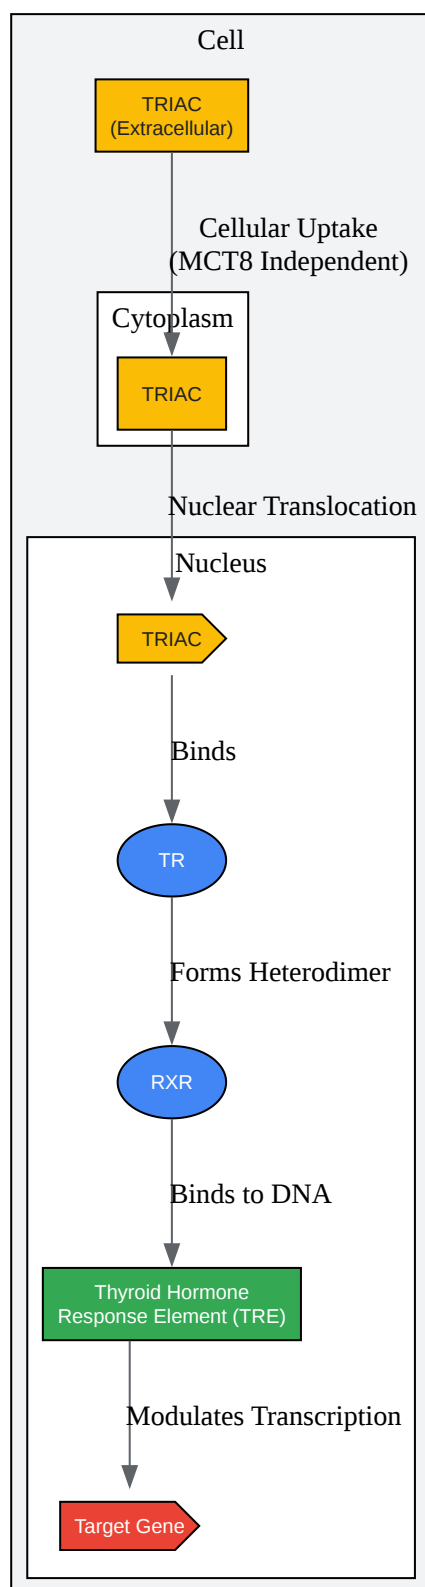 Cell
TRIAC
(Extracellular)
Cellular Uptake
(MCT8 Independent)
Cytoplasm
TRIAC
Nuclear Translocation
Nucleus
TRIAC
Binds
TR
Forms Heterodimer
RXR
Binds to DNA
Thyroid Hormone
Response Element (TRE)
Modulates Transcription
Target Gene